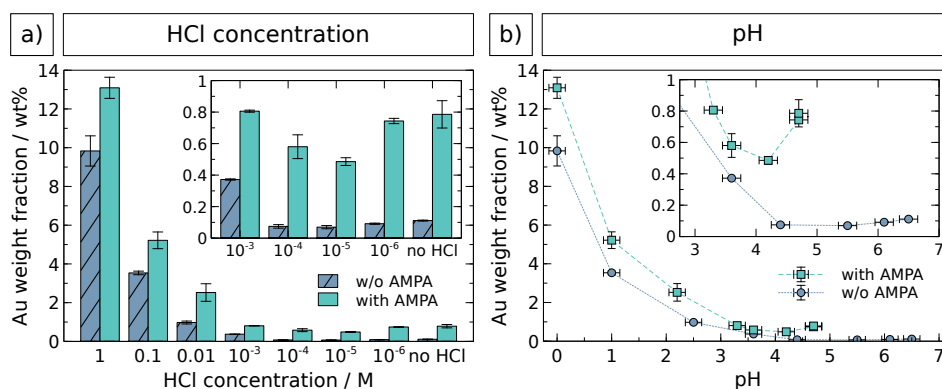 a)
HCl concentration
Au weight fraction / wt%
14
12
10
8
6
4
2
0
1
0.8
0.6
0.4
0.2
0
10⁻³ 10⁻⁴ 10⁻⁵ 10⁻⁶ no HCl
w/o AMPA
with AMPA
1 0.1 0.01 10⁻³ 10⁻⁴ 10⁻⁵ 10⁻⁶ no HCl
HCl concentration / M
b)
pH
Au weight fraction / wt%
14
12
10
8
6
4
2
0
1
0.8
0.6
0.4
0.2
0
3 4 5 6 7
with AMPA
w/o AMPA
0 1 2 3 4 5 6 7
pH